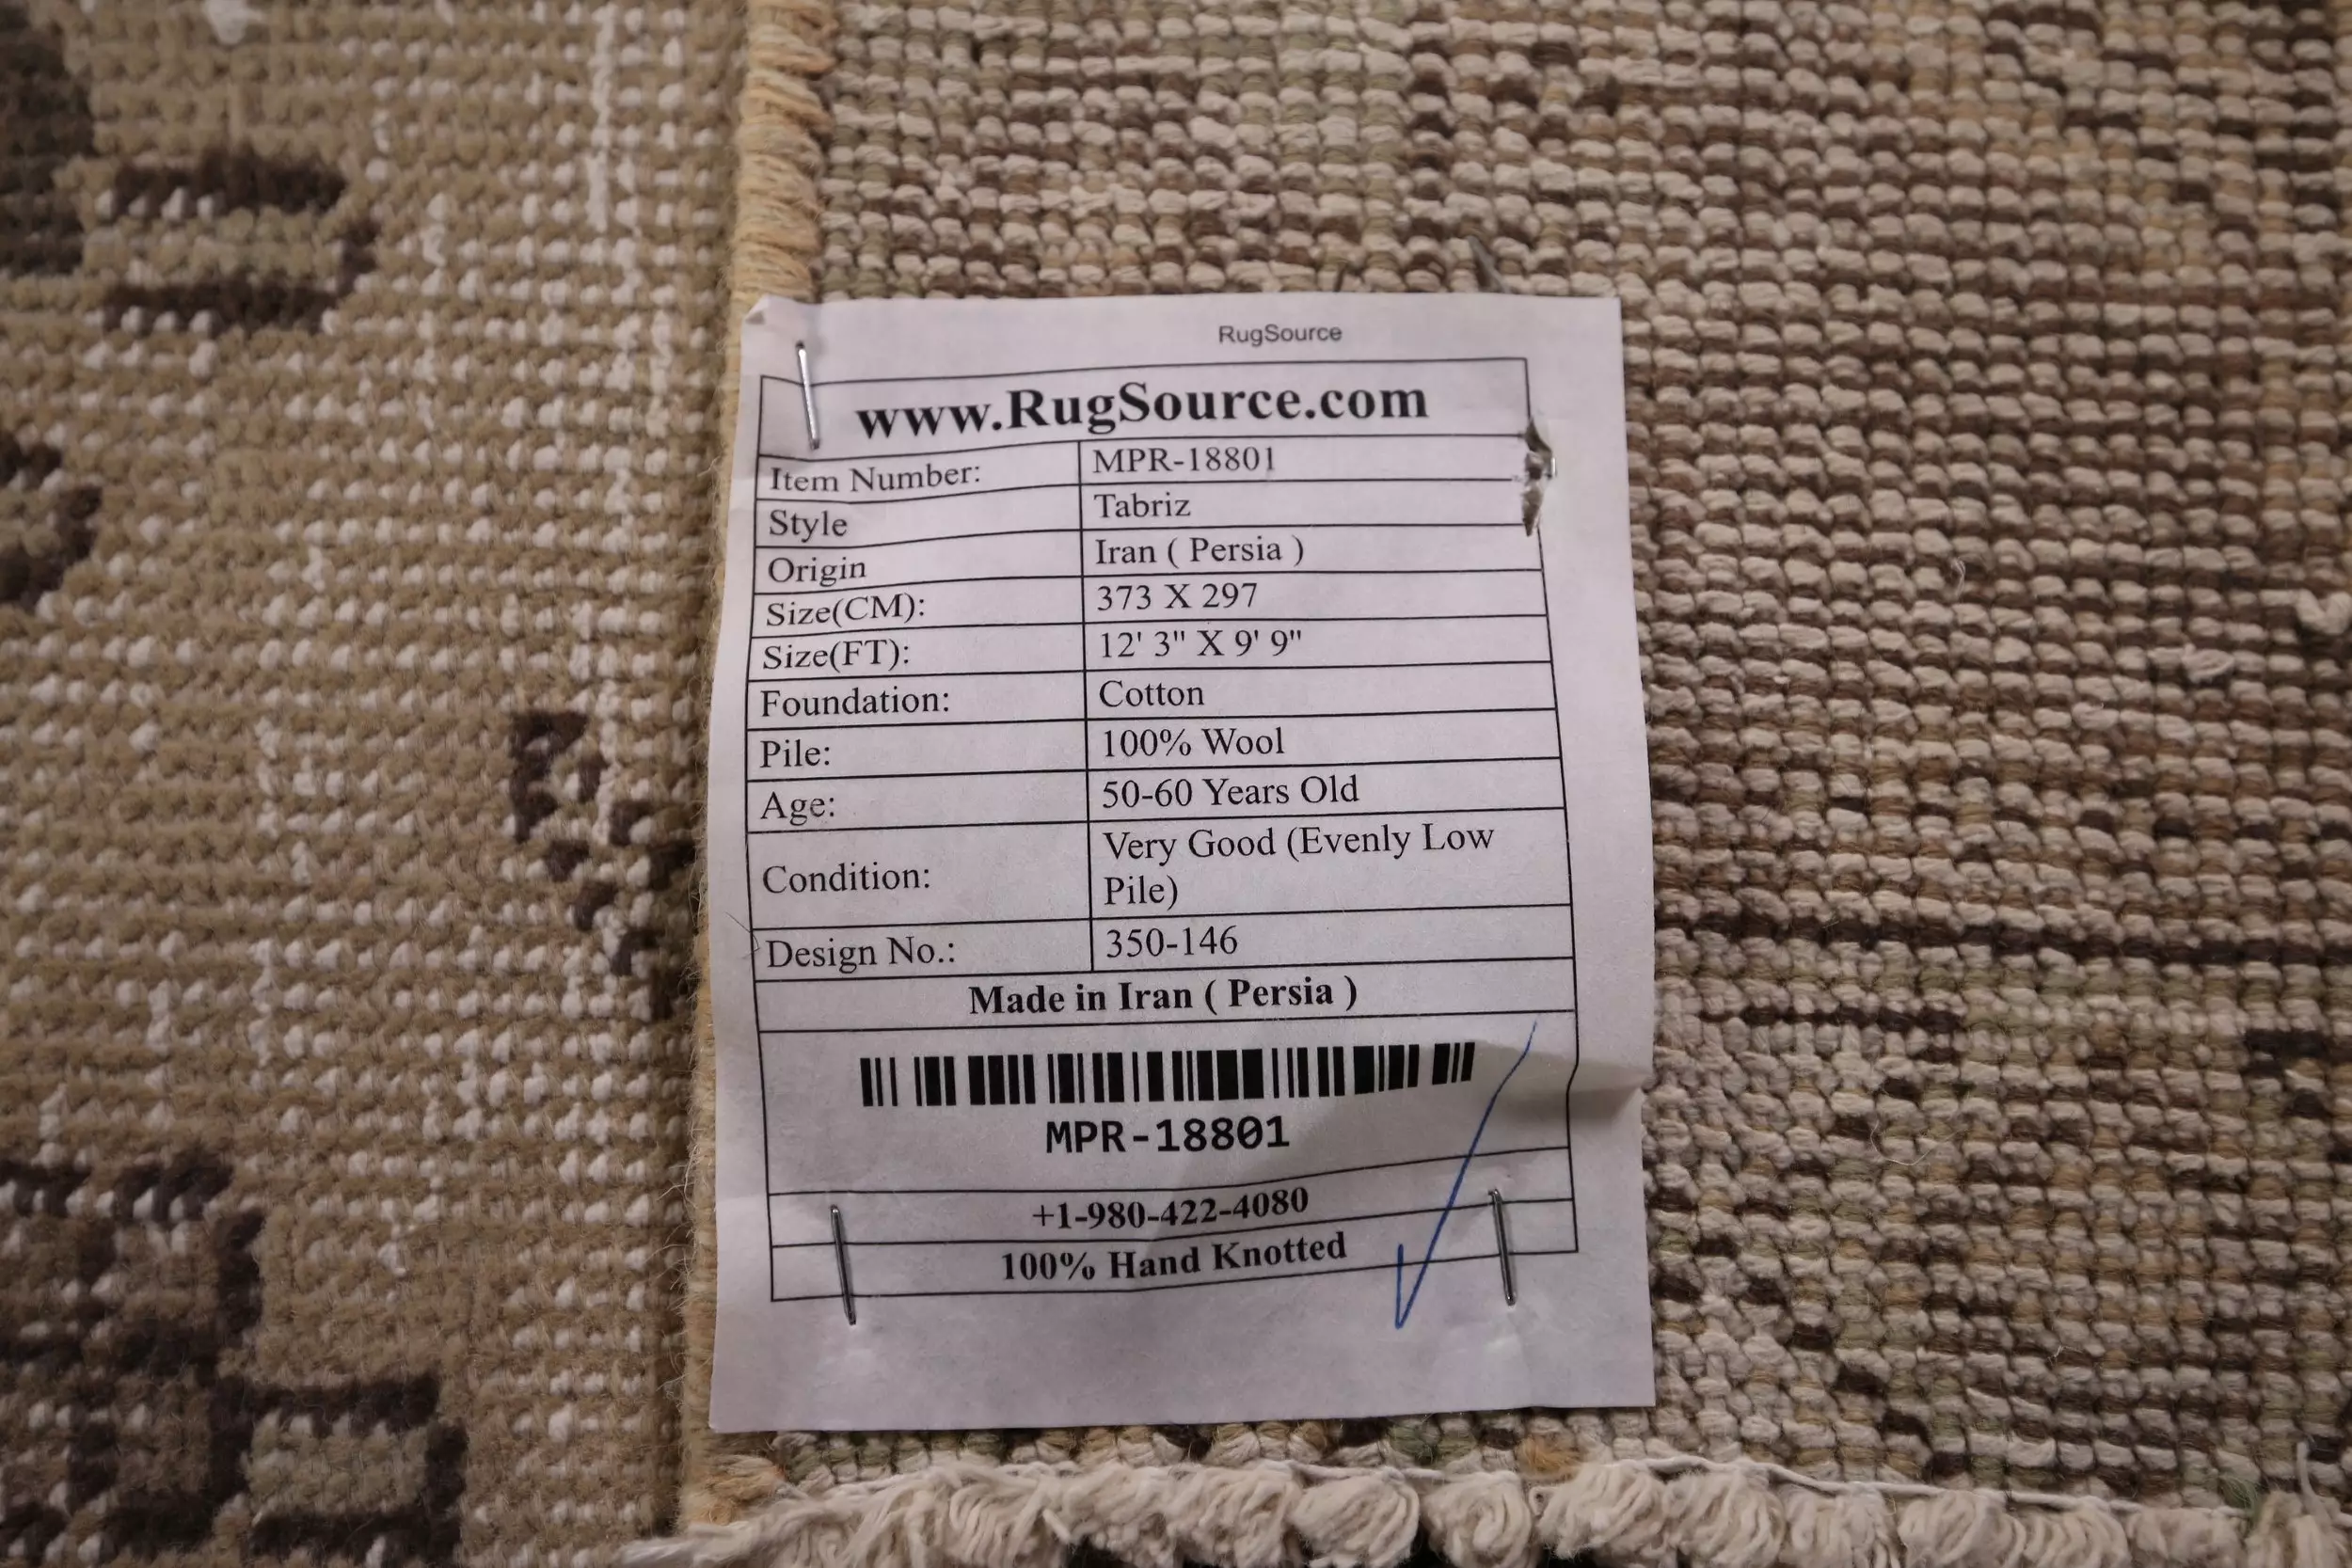 RugSource
www.RugSource.com
Item Number: MPR-18801
Style Tabriz
Origin Iran ( Persia )
Size(CM): 373 X 297
Size(FT): 12' 3" X 9' 9"
Foundation: Cotton
Pile: 100% Wool
Age: 50-60 Years Old
Condition: Very Good (Evenly Low
Pile)
Design No.: 350-146
Made in Iran ( Persia )
MPR-18801
+1-980-422-4080
100% Hand Knotted